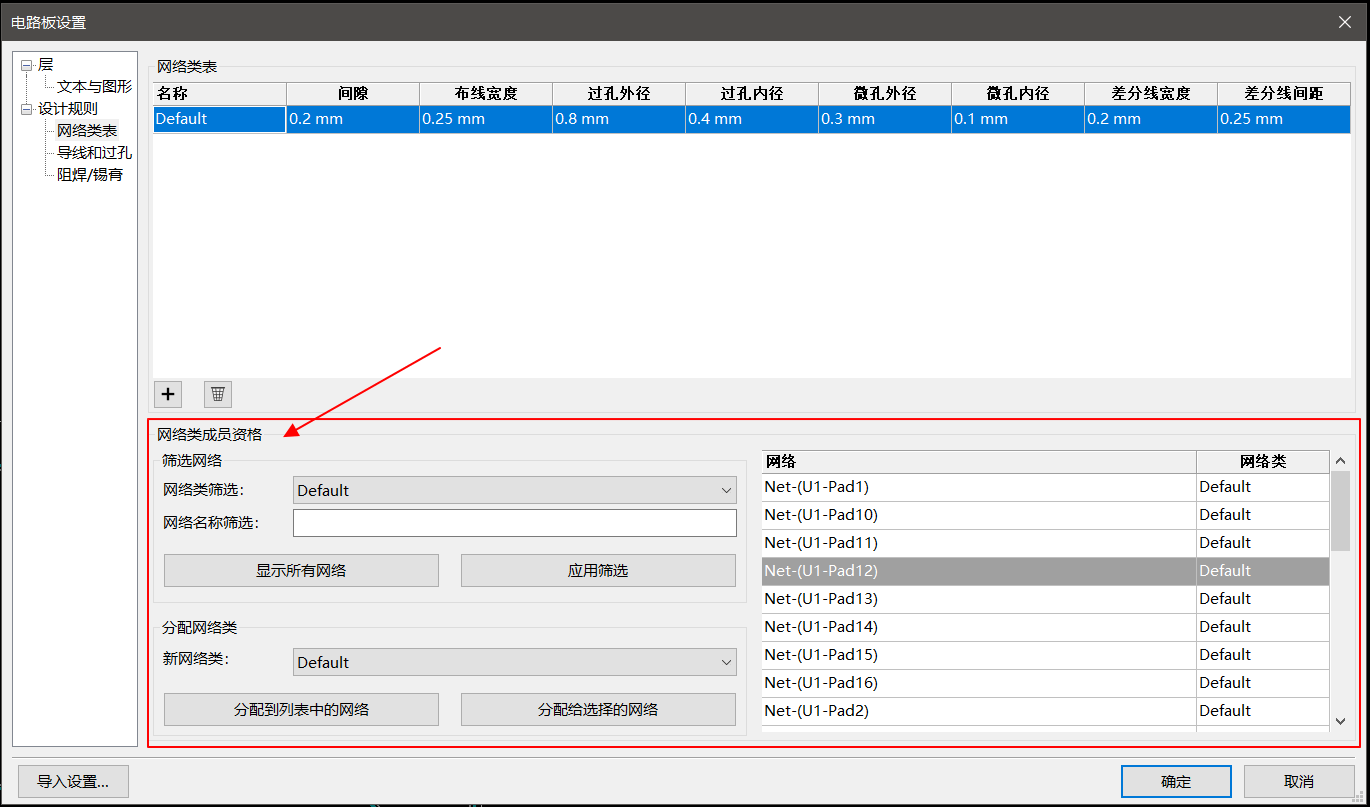 电路板设置
层
文本与图形
设计规则
网络类表
导线和过孔
阻焊/锡膏
网络类表
名称 间隙 布线宽度 过孔外径 过孔内径 微孔外径 微孔内径 差分线宽度 差分线间距
Default 0.2 mm 0.25 mm 0.8 mm 0.4 mm 0.3 mm 0.1 mm 0.2 mm 0.25 mm
网络类成员资格
筛选网络
网络类筛选: Default
网络名称筛选:
显示所有网络 应用筛选
分配网络类
新网络类: Default
分配到列表中的网络 分配给选择的网络
网络 网络类
Net-(U1-Pad1) Default
Net-(U1-Pad10) Default
Net-(U1-Pad11) Default
Net-(U1-Pad12) Default
Net-(U1-Pad13) Default
Net-(U1-Pad14) Default
Net-(U1-Pad15) Default
Net-(U1-Pad16) Default
Net-(U1-Pad2) Default
导入设置... 确定 取消